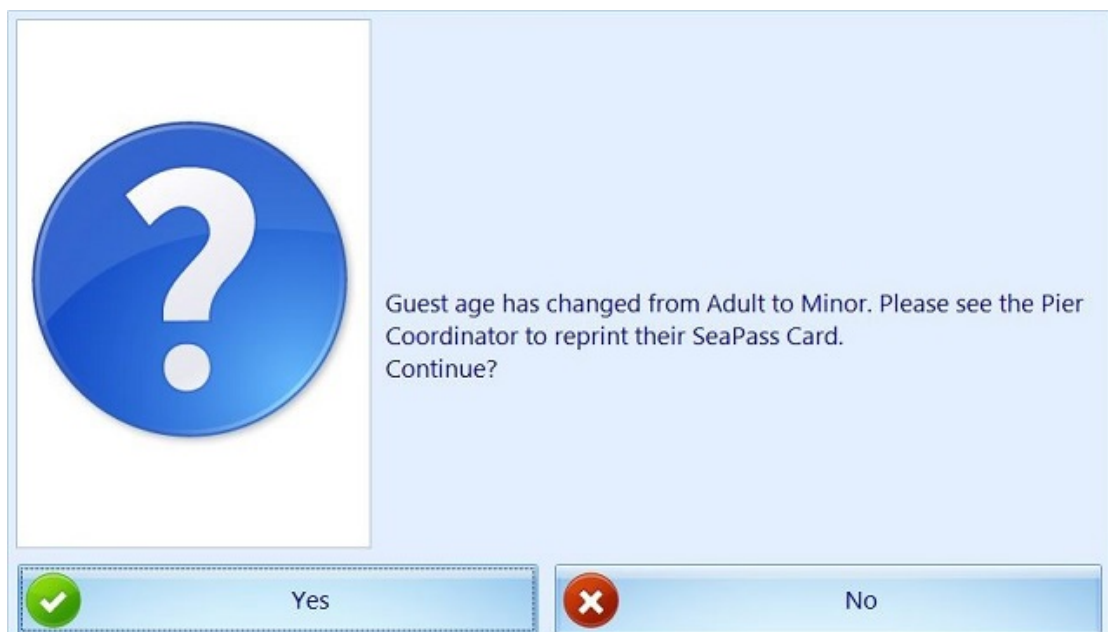 Guest age has changed from Adult to Minor. Please see the Pier
Coordinator to reprint their SeaPass Card.
Continue?
Yes
No